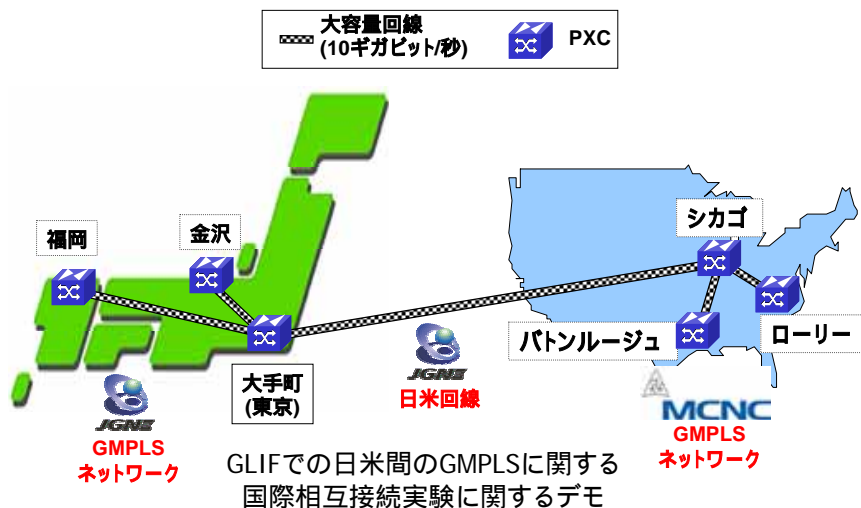 大容量回線
(10ギガビット/秒)
PXC
福岡
金沢
大手町
(東京)
シカゴ
バトンルージュ
ローリー
JGNⅡ
日米回線
JGNⅡ
GMPLS
ネットワーク
MCNC
GMPLS
ネットワーク
GLIFでの日米間のGMPLSに関する
国際相互接続実験に関するデモ